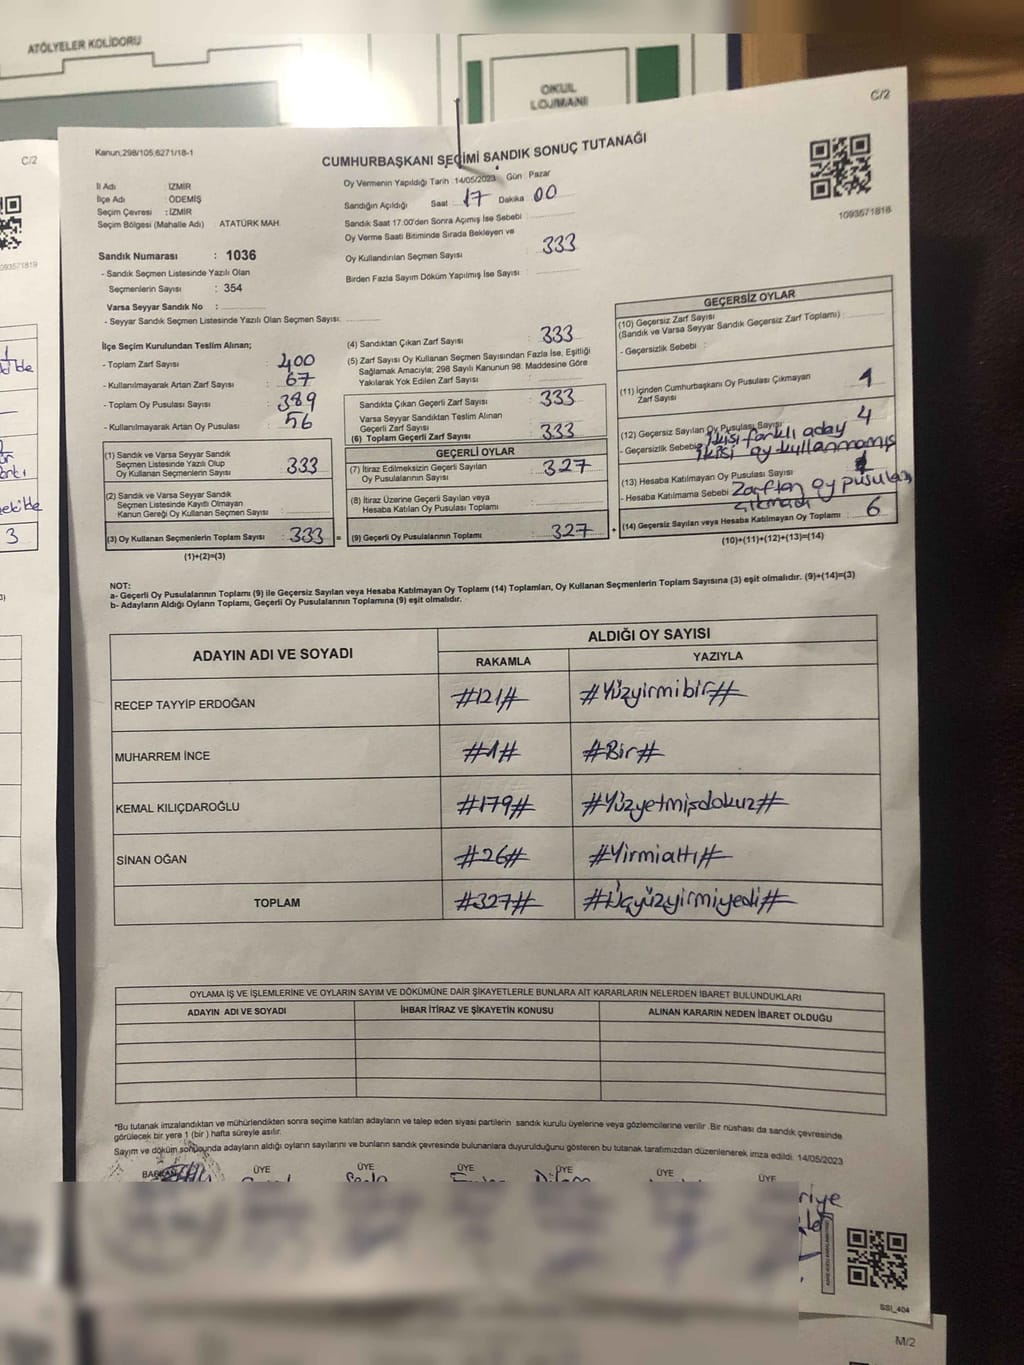 ATÖLYELER KOLİDORU
OKUL
LOJMANI
C/2
C/2
Kanun;298/105,6271/18-1
CUMHURBAŞKANI SEÇİMİ SANDIK SONUÇ TUTANAĞI
1093571818
İl Adı : İZMİR
İlçe Adı : ÖDEMİŞ
Seçim Çevresi : İZMİR
Seçim Bölgesi (Mahalle Adı) ATATÜRK MAH.
Oy Vermenin Yapıldığı Tarih :14/05/2023 Gün : Pazar
Sandığın Açıldığı Saat : 17 Dakika : 00
Sandık Saat 17:00'den Sonra Açımış İse Sebebi :
Oy Verme Saati Bitiminde Sırada Bekleyen ve
Oy Kullandırılan Seçmen Sayısı : 333
Birden Fazla Sayım Döküm Yapılmış İse Sayısı :
Sandık Numarası : 1036
- Sandık Seçmen Listesinde Yazılı Olan
Seçmenlerin Sayısı : 354
Varsa Seyyar Sandık No :
- Seyyar Sandık Seçmen Listesinde Yazılı Olan Seçmen Sayısı:
İlçe Seçim Kurulundan Teslim Alınan;
- Toplam Zarf Sayısı : 400
- Kullanılmayarak Artan Zarf Sayısı : 67
- Toplam Oy Pusulası Sayısı : 389
- Kullanılmayarak Artan Oy Pusulası : 56
(1) Sandık ve Varsa Seyyar Sandık
Seçmen Listesinde Yazılı Olup
Oy Kullanan Seçmenlerin Sayısı : 333
(2) Sandık ve Varsa Seyyar Sandık
Seçmen Listesinde Kayıtlı Olmayan
Kanun Gereği Oy Kullanan Seçmen Sayısı :
(3) Oy Kullanan Seçmenlerin Toplam Sayısı : 333 =
(1)+(2)=(3)
(4) Sandıktan Çıkan Zarf Sayısı : 333
(5) Zarf Sayısı Oy Kullanan Seçmen Sayısından Fazla İse, Eşitliği
Sağlamak Amacıyla; 298 Sayılı Kanunun 98. Maddesine Göre
Yakılarak Yok Edilen Zarf Sayısı :
Sandıkta Çıkan Geçerli Zarf Sayısı : 333
Varsa Seyyar Sandıktan Teslim Alınan
Geçerli Zarf Sayısı :
(6) Toplam Geçerli Zarf Sayısı : 333
GEÇERLİ OYLAR
(7) İtiraz Edilmeksizin Geçerli Sayılan
Oy Pusulası Sayısı : 327
(8) İtiraz Üzerine Geçerli Sayılan veya
Hesaba Katılan Oy Pusulası Toplamı :
(9) Geçerli Oy Pusulalarının Toplamı : 327 +
GEÇERSİZ OYLAR
(10) Geçersiz Zarf Sayısı
(Sandık ve Varsa Seyyar Sandık Geçersiz Zarf Toplamı) :
- Geçersizlik Sebebi :
(11) İçinden Cumhurbaşkanı Oy Pusulası Çıkmayan
Zarf Sayısı : 1
(12) Geçersiz Sayılan Oy Pusulası Sayısı 4
- Geçersizlik Sebebi: ikisi farklı aday
ikisi oy kullanmamış
(13) Hesaba Katılmayan Oy Pusulası Sayısı : 1
- Hesaba Katılmama Sebebi : Zarftan oy pusulası
çıkmadı
(14) Geçersiz Sayılan veya Hesaba Katılmayan Oy Toplamı : 6
(10)+(11)+(12)+(13)=(14)
NOT:
a- Geçerli Oy Pusulalarının Toplamı (9) ile Geçersiz Sayılan veya Hesaba Katılmayan Oy Toplamı (14) Toplamları, Oy Kullanan Seçmenlerin Toplam Sayısına (3) eşit olmalıdır. (9)+(14)=(3)
b- Adayların Aldığı Oyların Toplamı, Geçerli Oy Pusulalarının Toplamına (9) eşit olmalıdır.
ADAYIN ADI VE SOYADI ALDIĞI OY SAYISI
RAKAMLA YAZIYLA
RECEP TAYYİP ERDOĞAN #121# #Yüzyirmibir#
MUHARREM İNCE #1# #Bir#
KEMAL KILIÇDAROĞLU #179# #Yüzyetmişdokuz#
SİNAN OĞAN #26# #Yirmialtı#
TOPLAM #327# #Üçyüzyirmiyedi#
OYLAMA İŞ VE İŞLEMLERİNE VE OYLARIN SAYIM VE DÖKÜMÜNE DAİR ŞİKAYETLERLE BUNLARA AİT KARARLARIN NELERDEN İBARET BULUNDUKLARI
ADAYIN ADI VE SOYADI İHBAR İTİRAZ VE ŞİKAYETİN KONUSU ALINAN KARARIN NEDEN İBARET OLDUĞU
*Bu tutanak imzalandıktan ve mühürlendikten sonra seçime katılan adayların ve talep eden siyasi partilerin sandık kurulu üyelerine veya gözlemcilerine verilir .Bir nüshası da sandık çevresinde
görülecek bir yere 1 (bir ) hafta süreyle asılır.
Sayım ve döküm sonucunda adayların aldığı oyların sayılarını ve bunların sandık çevresinde bulunanlara duyurulduğunu gösteren bu tutanak tarafımızdan düzenlenerek imza edildi. 14/05/2023
BAŞKAN ÜYE ÜYE ÜYE ÜYE ÜYE ÜYE
SSI_404
M/2